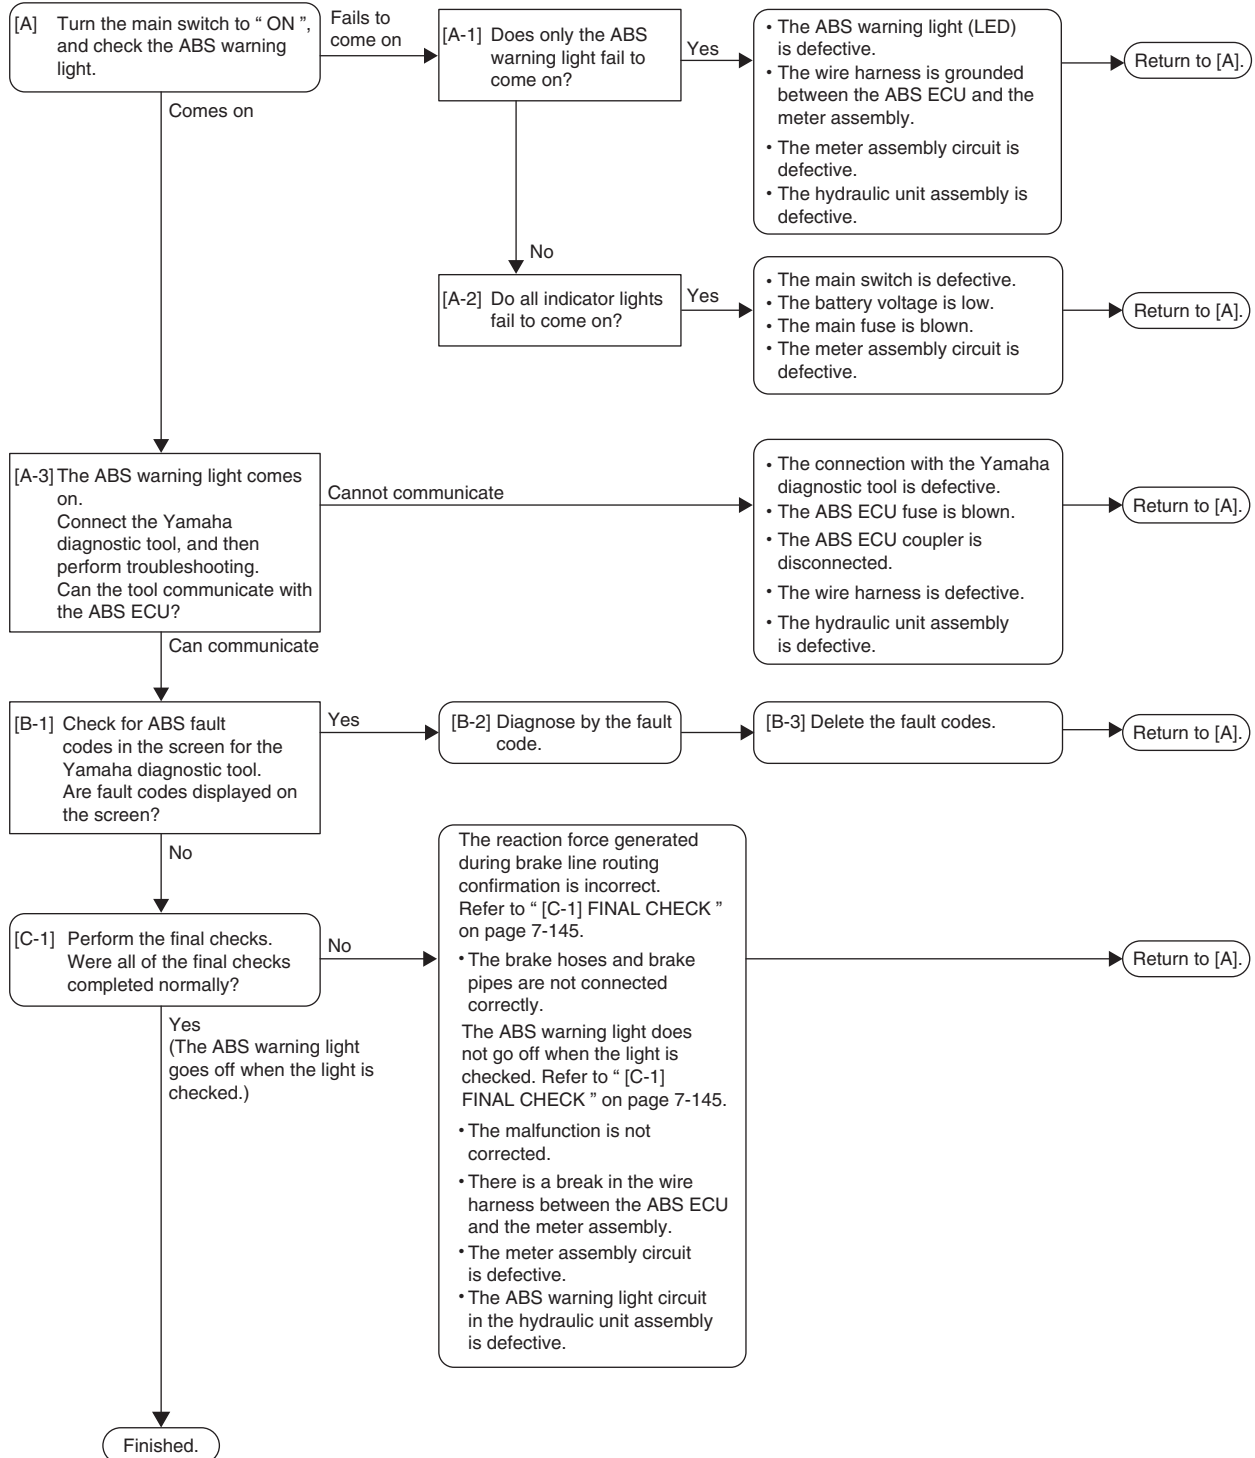 [A] Turn the main switch to “ ON ”,
and check the ABS warning
light.
Fails to
come on
[A-1] Does only the ABS
warning light fail to
come on?
Yes
• The ABS warning light (LED)
is defective.
• The wire harness is grounded
between the ABS ECU and the
meter assembly.
• The meter assembly circuit is
defective.
• The hydraulic unit assembly is
defective.
Return to [A].
Comes on
No
[A-2] Do all indicator lights
fail to come on?
Yes
• The main switch is defective.
• The battery voltage is low.
• The main fuse is blown.
• The meter assembly circuit is
defective.
Return to [A].
[A-3] The ABS warning light comes
on.
Connect the Yamaha
diagnostic tool, and then
perform troubleshooting.
Can the tool communicate with
the ABS ECU?
Cannot communicate
• The connection with the Yamaha
diagnostic tool is defective.
• The ABS ECU fuse is blown.
• The ABS ECU coupler is
disconnected.
• The wire harness is defective.
• The hydraulic unit assembly
is defective.
Return to [A].
Can communicate
[B-1] Check for ABS fault
codes in the screen for the
Yamaha diagnostic tool.
Are fault codes displayed on
the screen?
Yes
[B-2] Diagnose by the fault
code.
[B-3] Delete the fault codes.
Return to [A].
No
[C-1] Perform the final checks.
Were all of the final checks
completed normally?
No
The reaction force generated
during brake line routing
confirmation is incorrect.
Refer to “ [C-1] FINAL CHECK ”
on page 7-145.
• The brake hoses and brake
pipes are not connected
correctly.
The ABS warning light does
not go off when the light is
checked. Refer to “ [C-1]
FINAL CHECK ” on page 7-145.
• The malfunction is not
corrected.
• There is a break in the wire
harness between the ABS ECU
and the meter assembly.
• The meter assembly circuit
is defective.
• The ABS warning light circuit
in the hydraulic unit assembly
is defective.
Return to [A].
Yes
(The ABS warning light
goes off when the light is
checked.)
Finished.